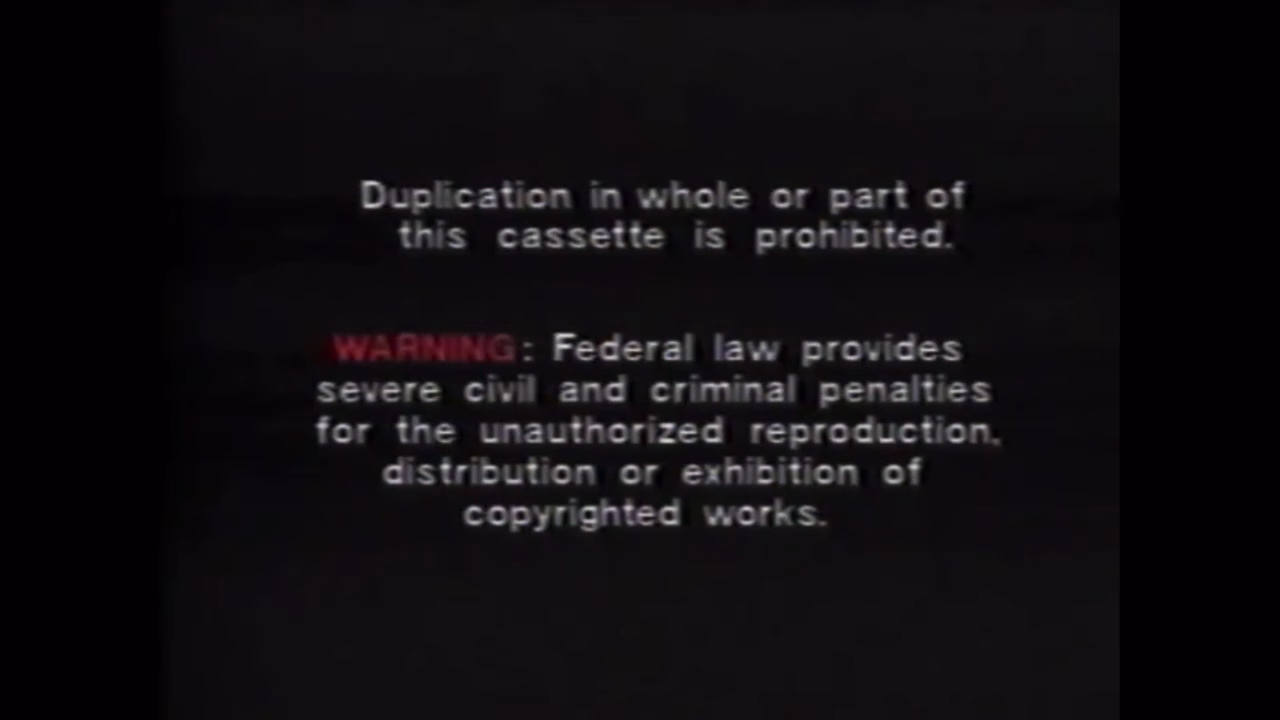 Duplication in whole or part of
this cassette is prohibited.
WARNING: Federal law provides
severe civil and criminal penalties
for the unauthorized reproduction,
distribution or exhibition of
copyrighted works.